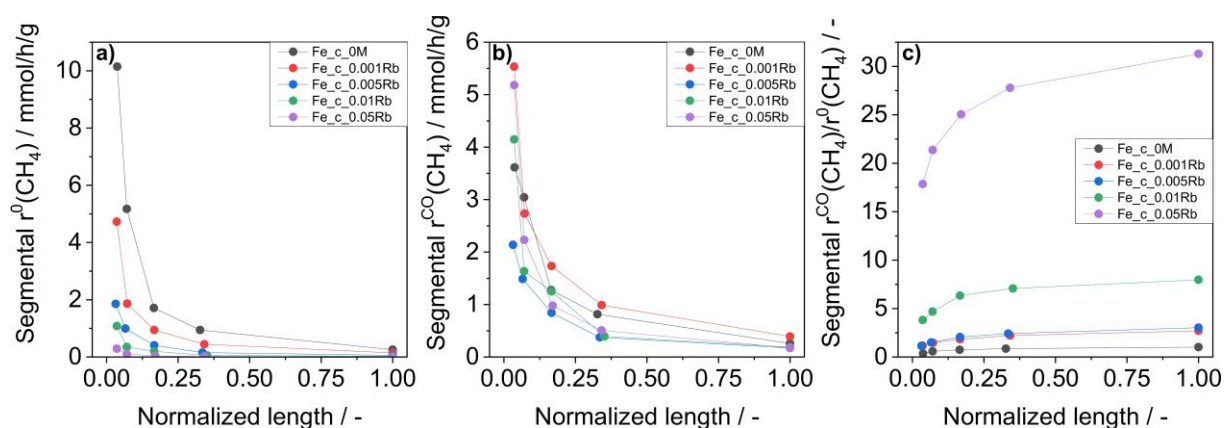 a)
Segmental r⁰(CH₄) / mmol/h/g
10
8
6
4
2
0
Fe_c_0M
Fe_c_0.001Rb
Fe_c_0.005Rb
Fe_c_0.01Rb
Fe_c_0.05Rb
0.00 0.25 0.50 0.75 1.00
Normalized length / -
b)
Segmental rᶜᴼ(CH₄) / mmol/h/g
6
5
4
3
2
1
0
Fe_c_0M
Fe_c_0.001Rb
Fe_c_0.005Rb
Fe_c_0.01Rb
Fe_c_0.05Rb
0.00 0.25 0.50 0.75 1.00
Normalized length / -
c)
Segmental rᶜᴼ(CH₄)/r⁰(CH₄) / -
30
25
20
15
10
5
0
Fe_c_0M
Fe_c_0.001Rb
Fe_c_0.005Rb
Fe_c_0.01Rb
Fe_c_0.05Rb
0.00 0.25 0.50 0.75 1.00
Normalized length / -